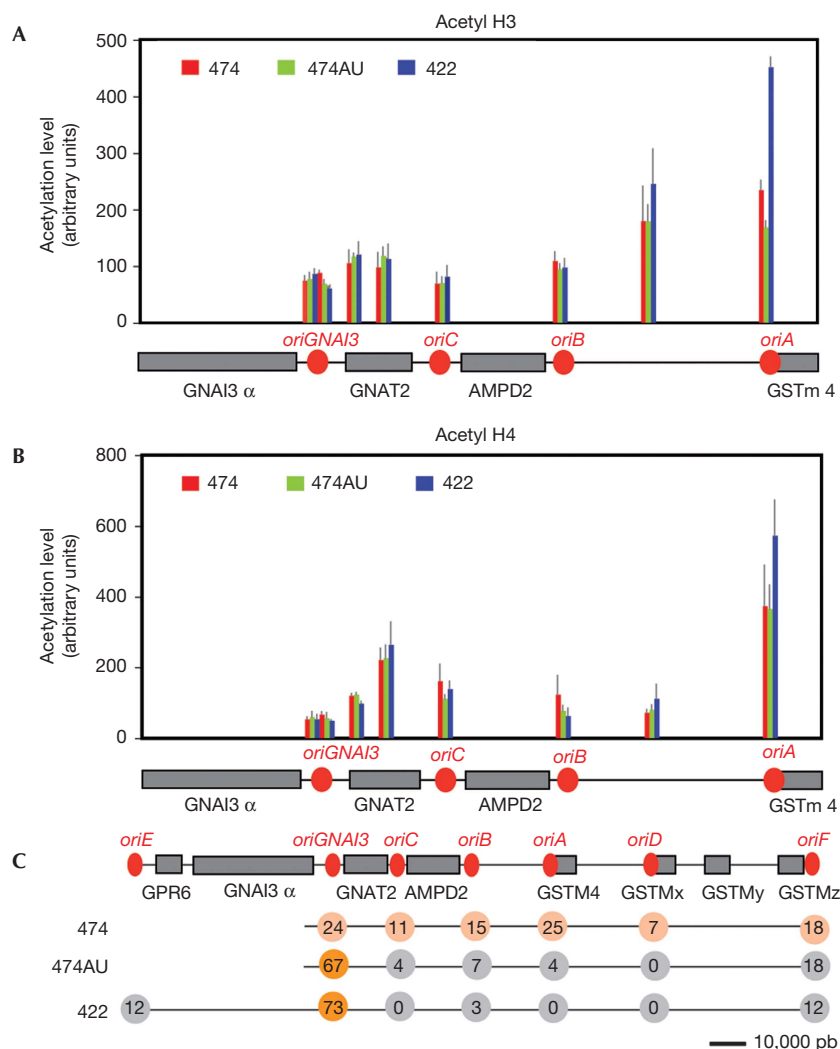 A
Acetyl H3
474 474AU 422
Acetylation level
(arbitrary units)
500
400
300
200
100
0
oriGNAI3 oriC oriB oriA
GNAI3 α GNAT2 AMPD2 GSTm 4
B
Acetyl H4
474 474AU 422
Acetylation level
(arbitrary units)
800
600
400
200
0
oriGNAI3 oriC oriB oriA
GNAI3 α GNAT2 AMPD2 GSTm 4
C
oriE oriGNAI3 oriC oriB oriA oriD oriF
GPR6 GNAI3 α GNAT2 AMPD2 GSTM4 GSTMx GSTMy GSTMz
474 24 11 15 25 7 18
474AU 67 4 7 4 0 18
422 12 73 0 3 0 0 12
10,000 pb